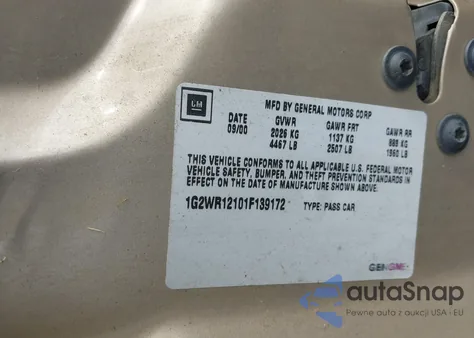 GM
MFD BY GENERAL MOTORS CORP
DATE GVWR GAWR FRT GAWR RR
09/00 2026 KG 1137 KG 889 KG
4467 LB 2507 LB 1960 LB
THIS VEHICLE CONFORMS TO ALL APPLICABLE U.S. FEDERAL MOTOR
VEHICLE SAFETY, BUMPER, AND THEFT PREVENTION STANDARDS IN
EFFECT ON THE DATE OF MANUFACTURE SHOWN ABOVE.
1G2WR12101F139172 TYPE: PASS CAR
autoSnap
Pewne auta z aukcji USA i EU